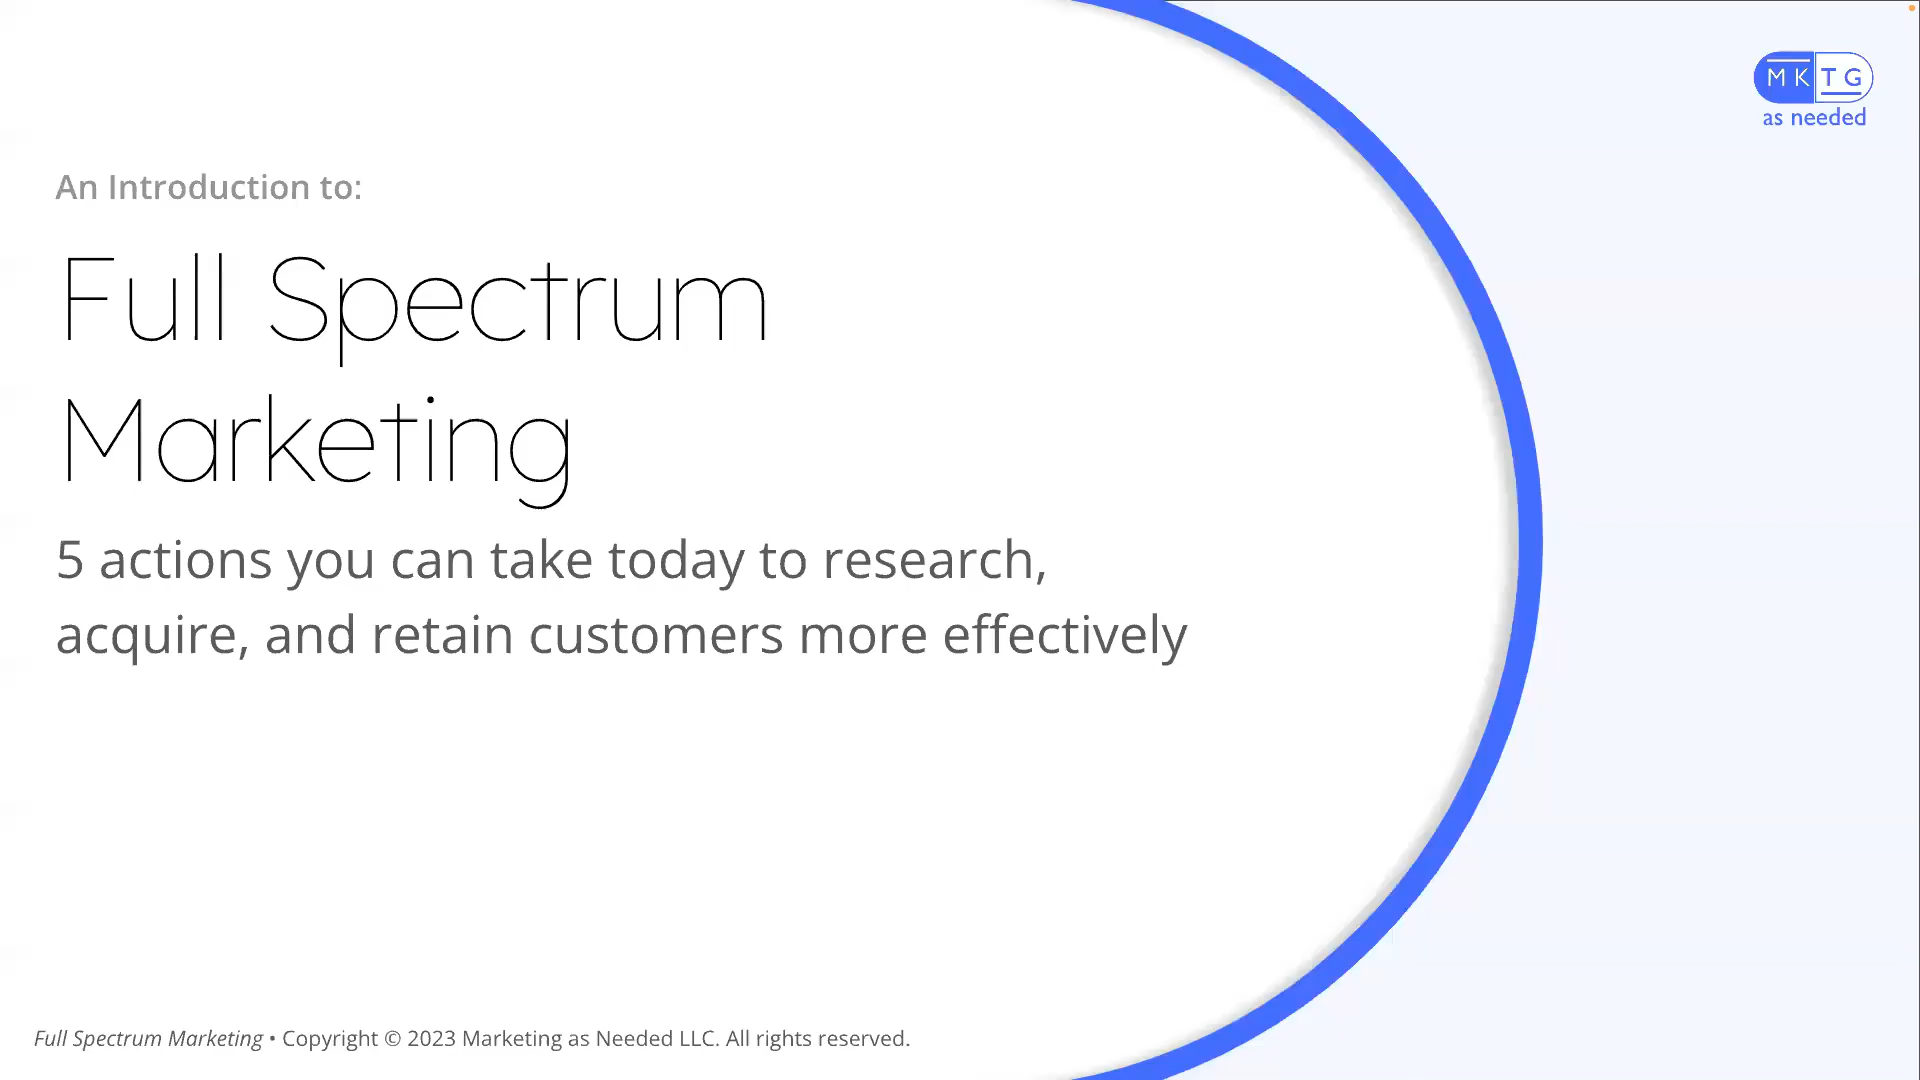 MKTG
as needed
An Introduction to:
Full Spectrum
Marketing
5 actions you can take today to research,
acquire, and retain customers more effectively
Full Spectrum Marketing • Copyright © 2023 Marketing as Needed LLC. All rights reserved.